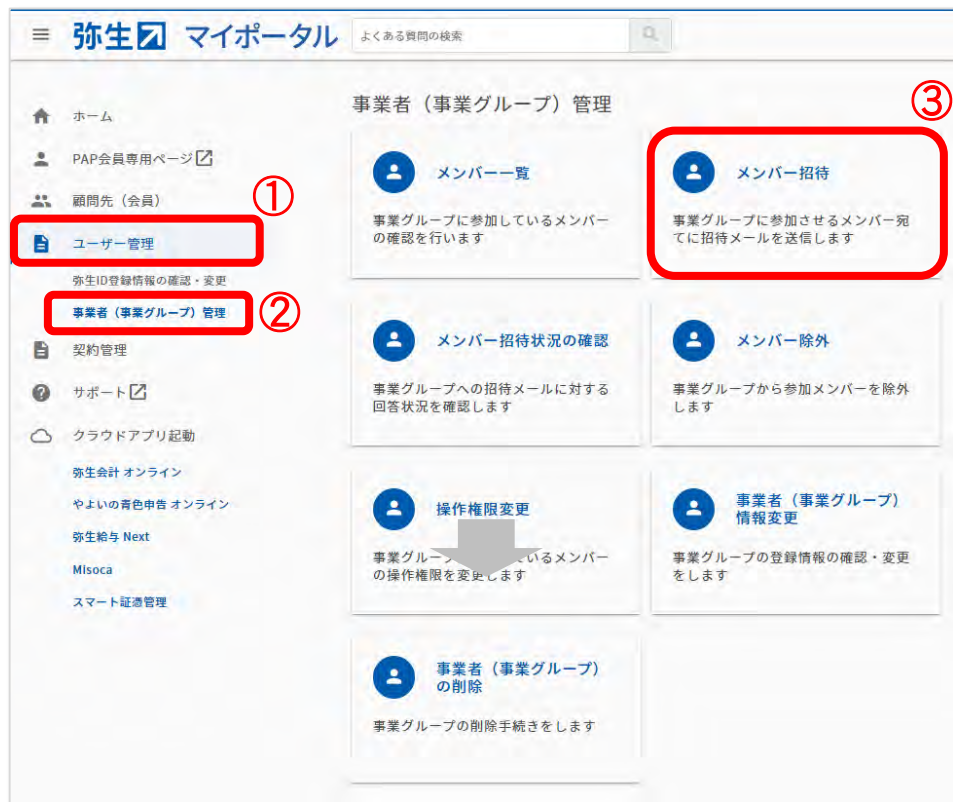 弥生 マイポータル
よくある質問の検索
ホーム
PAP会員専用ページ
顧問先（会員）
①
ユーザー管理
弥生ID登録情報の確認・変更
事業者（事業グループ）管理
②
契約管理
サポート
クラウドアプリ起動
弥生会計 オンライン
やよいの青色申告 オンライン
弥生給与 Next
Misoca
スマート証憑管理
事業者（事業グループ）管理
③
メンバー一覧
事業グループに参加しているメンバー
の確認を行います
メンバー招待
事業グループに参加させるメンバー宛
てに招待メールを送信します
メンバー招待状況の確認
事業グループへの招待メールに対する
回答状況を確認します
メンバー除外
事業グループから参加メンバーを除外
します
操作権限変更
事業グルー いるメンバー
の操作権限を変更します
事業者（事業グループ）
情報変更
事業グループの登録情報の確認・変更
をします
事業者（事業グループ）
の削除
事業グループの削除手続きをします